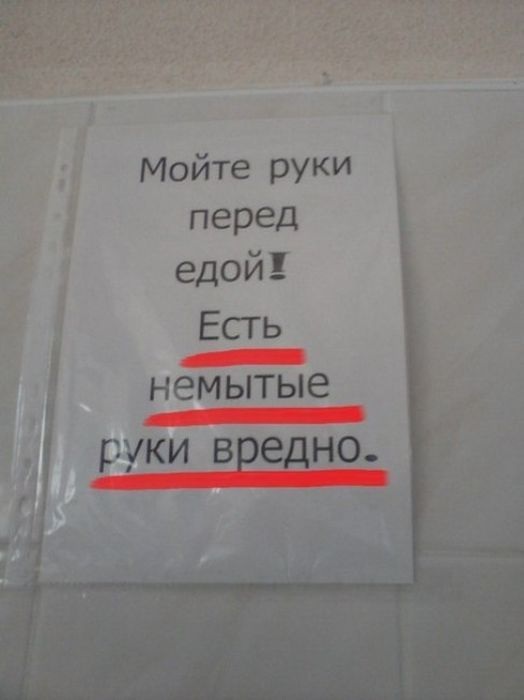 Мойте руки
перед
едой!
Есть
немытые
руки вредно.